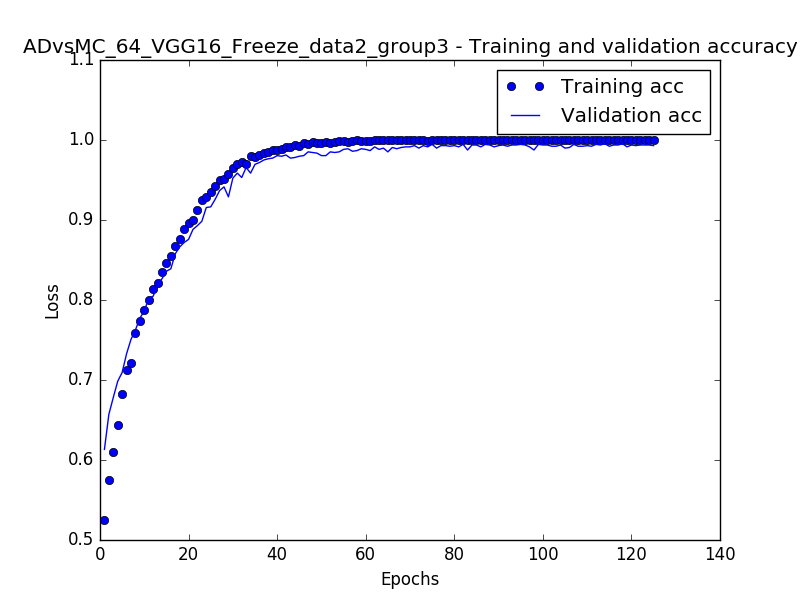 ADvsMC_64_VGG16_Freeze_data2_group3 - Training and validation accuracy
Training acc
Validation acc
1.1
1.0
0.9
0.8
0.7
0.6
0.5
Loss
0 20 40 60 80 100 120 140
Epochs